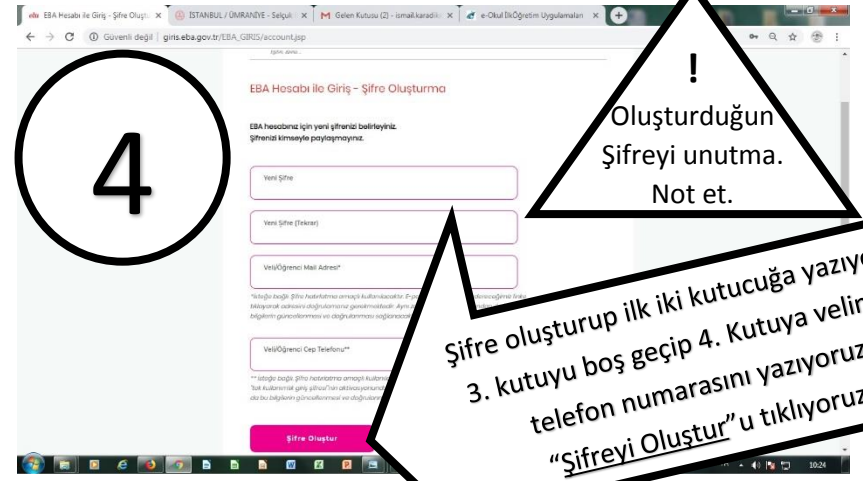 EBA Hesabı ile Giriş - Şifre Oluştu
İSTANBUL / ÜMRANİYE - Selçuk
Gelen Kutusu (2) - ismail.karadik
e-Okul İlkÖğretim Uygulamaları
Güvenli değil | giris.eba.gov.tr/EBA_GIRIS/account.jsp
4
EBA Hesabı ile Giriş - Şifre Oluşturma
EBA hesabınız için yeni şifrenizi belirleyiniz.
Şifrenizi kimseyle paylaşmayınız.
Yeni Şifre
Yeni Şifre (Tekrar)
Veli/Öğrenci Mail Adresi*
Veli/Öğrenci Cep Telefonu**
Şifre Oluştur
!
Oluşturduğun
Şifreyi unutma.
Not et.
Şifre oluşturup ilk iki kutucuğa yazıyo
3. kutuyu boş geçip 4. Kutuya velin
telefon numarasını yazıyoruz
"Şifreyi Oluştur"u tıklıyoruz
10:24